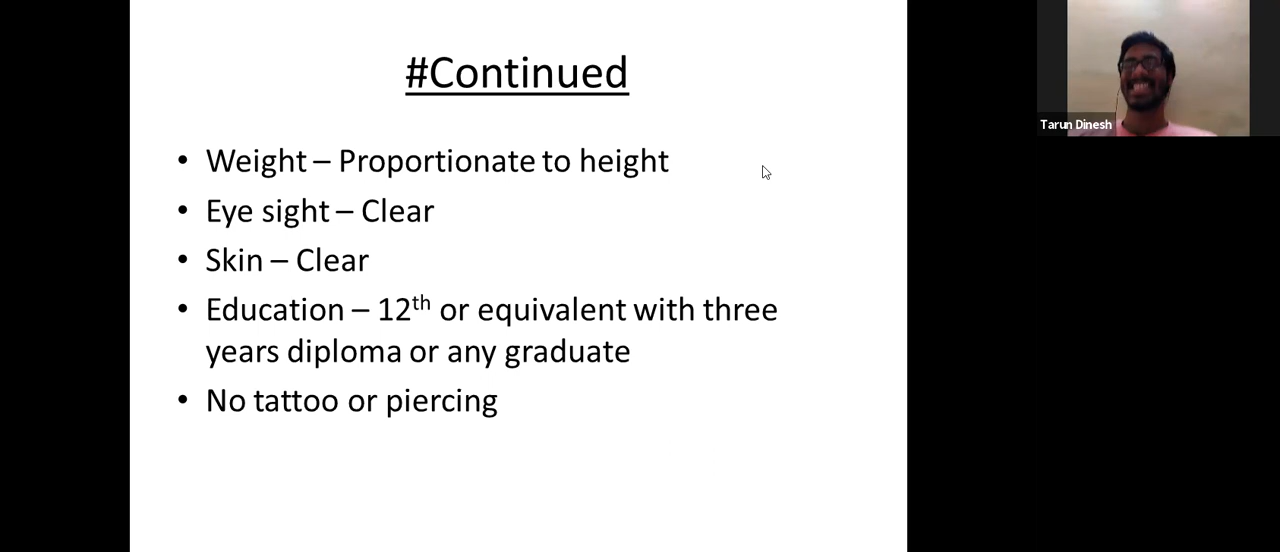 #Continued
• Weight – Proportionate to height
• Eye sight – Clear
• Skin – Clear
• Education – 12th or equivalent with three
years diploma or any graduate
• No tattoo or piercing
Tarun Dinesh